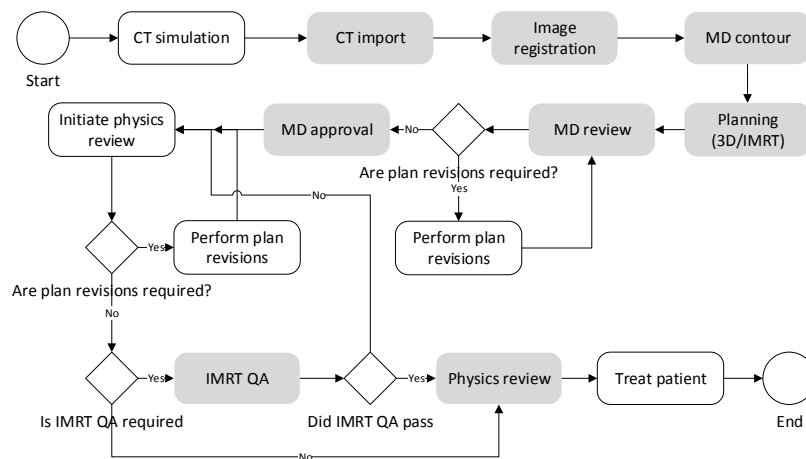 CT simulation
CT import
Image
registration
MD contour
Start
Initiate physics
review
MD approval
No
MD review
Planning
(3D/IMRT)
Are plan revisions required?
Yes
No
Yes
Perform plan
revisions
Perform plan
revisions
Are plan revisions required?
No
Yes
IMRT QA
Yes
Physics review
Treat patient
Is IMRT QA required
Did IMRT QA pass
End
No